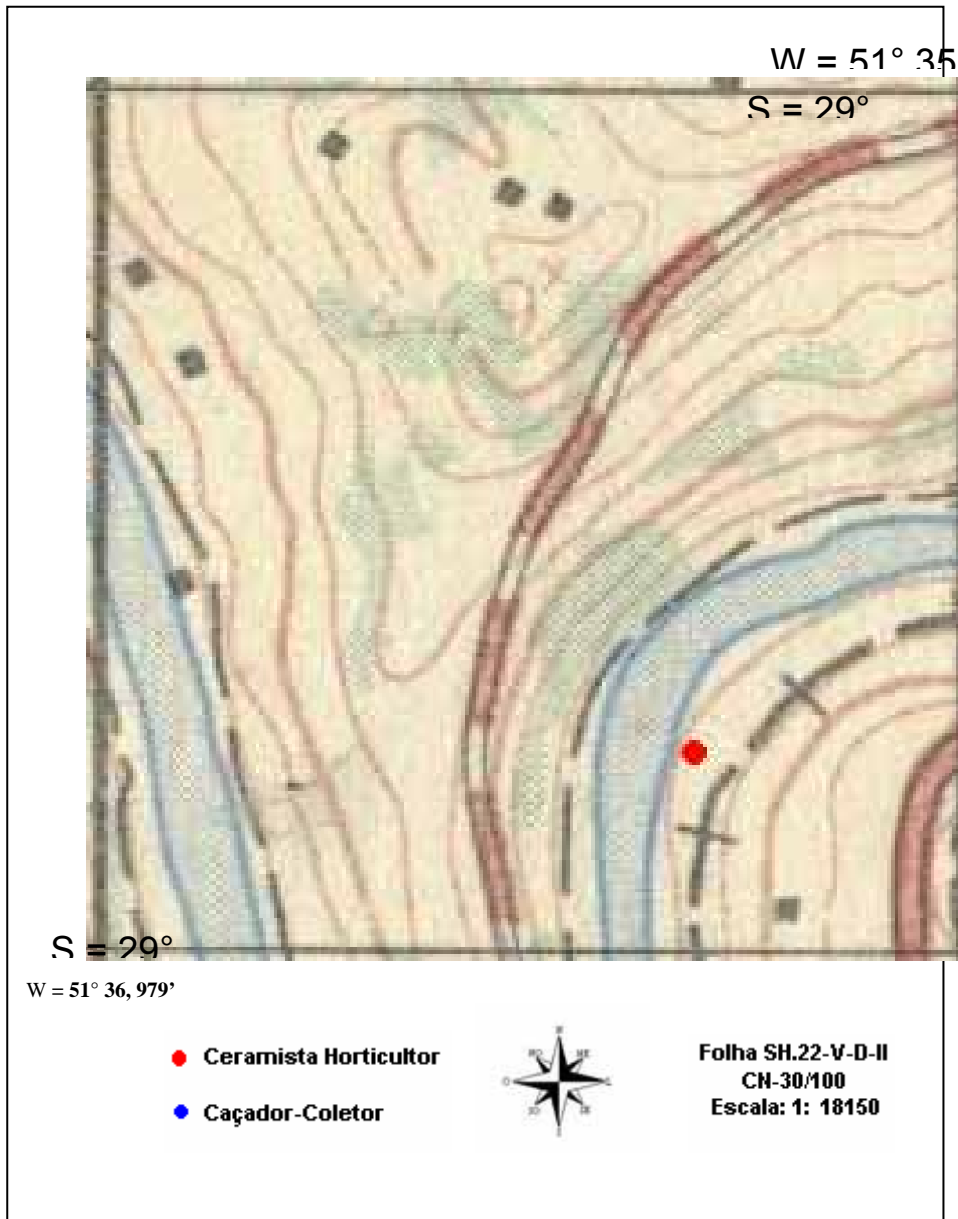 W = 51° 35
S = 29°
S = 29°
W = 51° 36, 979’
Ceramista Horticultor
Caçador-Coletor
Folha SH.22-V-D-II
CN-30/100
Escala: 1: 18150